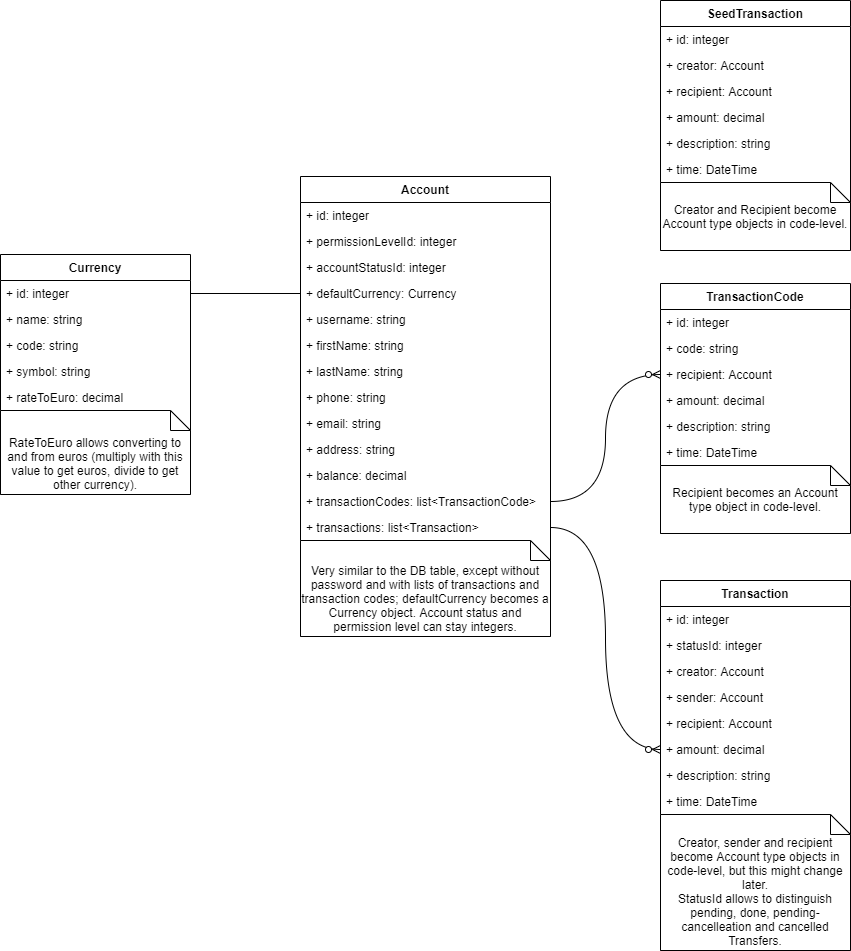 SeedTransaction
+ id: integer
+ creator: Account
+ recipient: Account
+ amount: decimal
+ description: string
+ time: DateTime
Creator and Recipient become
Account type objects in code-level.
Account
+ id: integer
+ permissionLevelId: integer
+ accountStatusId: integer
+ defaultCurrency: Currency
+ username: string
+ firstName: string
+ lastName: string
+ phone: string
+ email: string
+ address: string
+ balance: decimal
+ transactionCodes: list<TransactionCode>
+ transactions: list<Transaction>
Very similar to the DB table, except without
password and with lists of transactions and
transaction codes; defaultCurrency becomes a
Currency object. Account status and
permission level can stay integers.
Currency
+ id: integer
+ name: string
+ code: string
+ symbol: string
+ rateToEuro: decimal
RateToEuro allows converting to
and from euros (multiply with this
value to get euros, divide to get
other currency).
TransactionCode
+ id: integer
+ code: string
+ recipient: Account
+ amount: decimal
+ description: string
+ time: DateTime
Recipient becomes an Account
type object in code-level.
Transaction
+ id: integer
+ statusId: integer
+ creator: Account
+ sender: Account
+ recipient: Account
+ amount: decimal
+ description: string
+ time: DateTime
Creator, sender and recipient
become Account type objects in
code-level, but this might change
later.
StatusId allows to distinguish
pending, done, pending-
cancelleation and cancelled
Transfers.